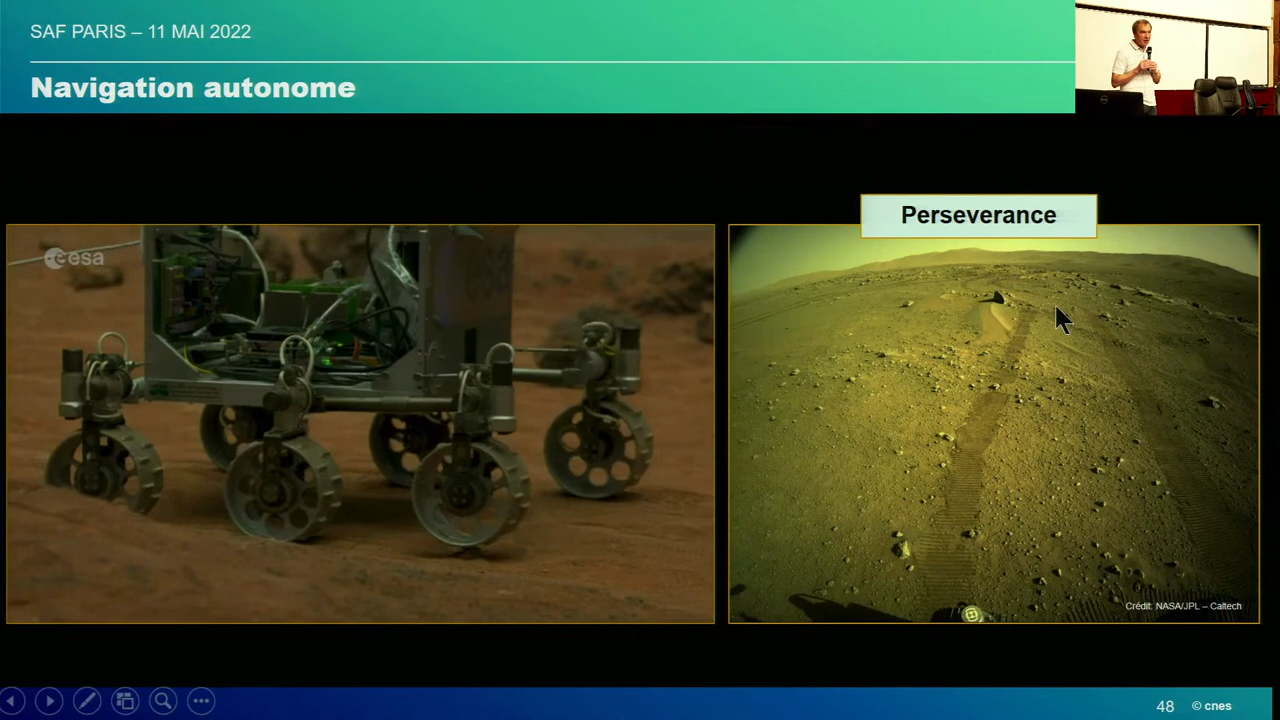 SAF PARIS – 11 MAI 2022
Navigation autonome
Perseverance
esa
Crédit: NASA/JPL – Caltech
48
© cnes